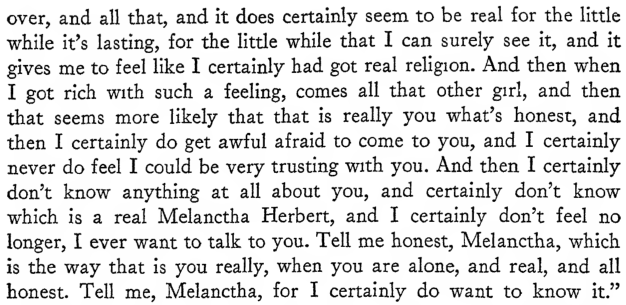 over, and all that, and it does certainly seem to be real for the little
while it's lasting, for the little while that I can surely see it, and it
gives me to feel like I certainly had got real religion. And then when
I got rich with such a feeling, comes all that other girl, and then
that seems more likely that that is really you what's honest, and
then I certainly do get awful afraid to come to you, and I certainly
never do feel I could be very trusting with you. And then I certainly
don't know anything at all about you, and certainly don't know
which is a real Melanctha Herbert, and I certainly don't feel no
longer, I ever want to talk to you. Tell me honest, Melanctha, which
is the way that is you really, when you are alone, and real, and all
honest. Tell me, Melanctha, for I certainly do want to know it.”